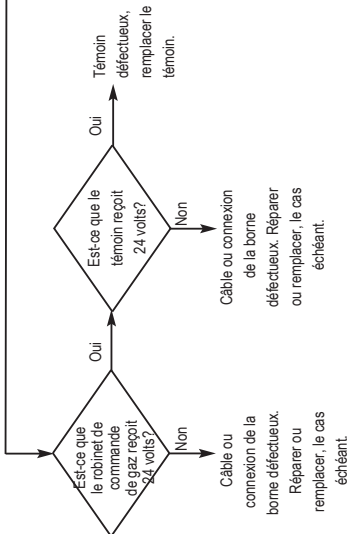 Est-ce que
le robinet de
commande
de gaz reçoit
24 volts?
Oui
Non
Câble ou
connexion de la
borne défectueux.
Réparer ou
remplacer, le cas
échéant.
Est-ce que le
témoin reçoit
24 volts?
Oui
Non
Câble ou connexion
de la borne
défectueux. Réparer
ou remplacer, le cas
échéant.
Témoin
défectueux,
remplacer le
témoin.